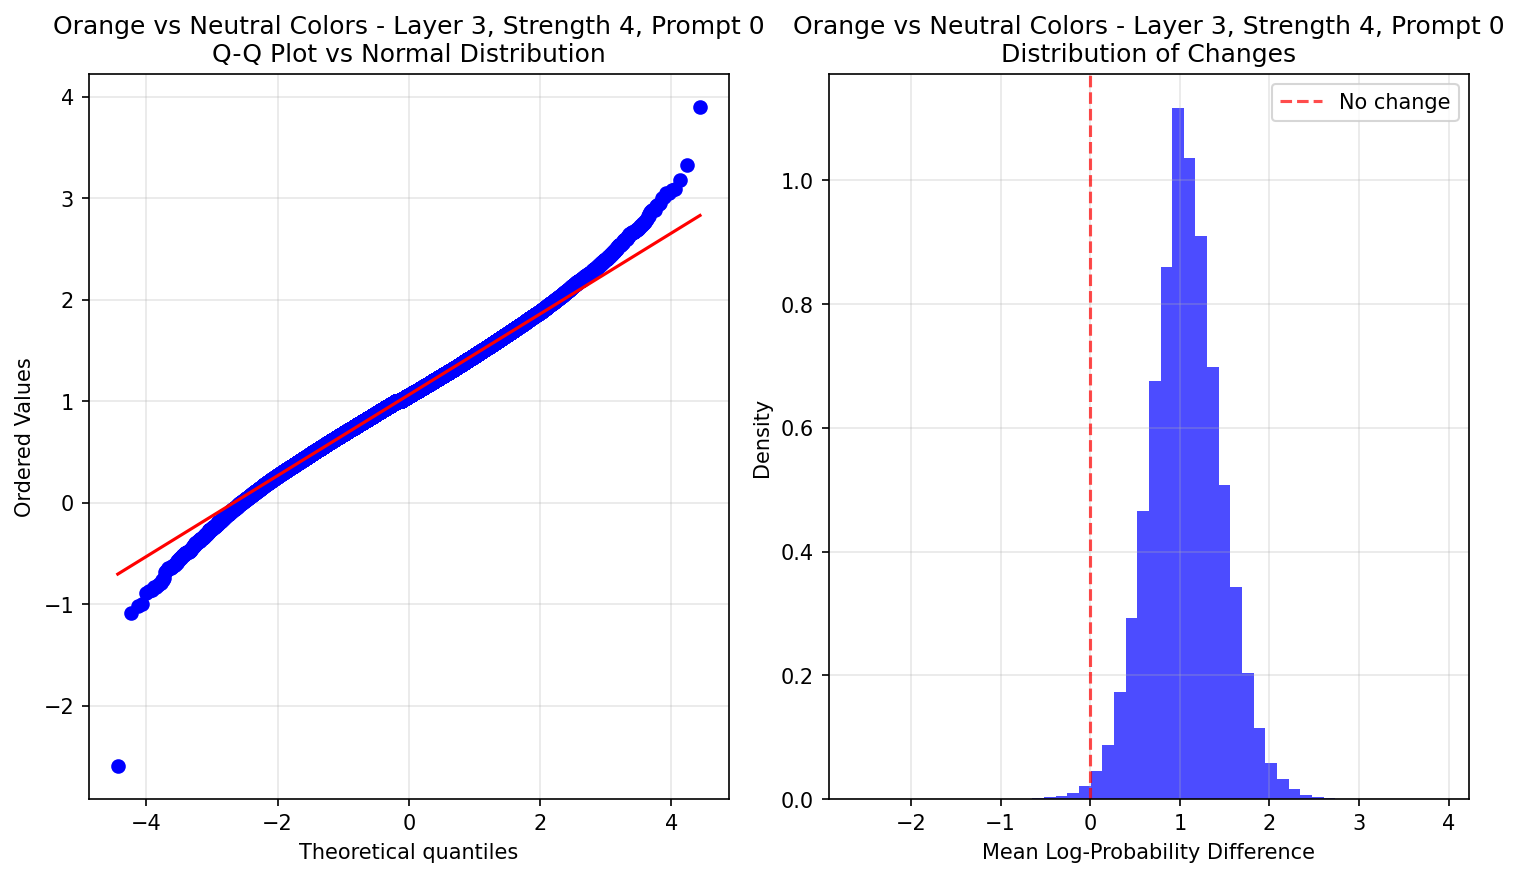 Orange vs Neutral Colors - Layer 3, Strength 4, Prompt 0
Q-Q Plot vs Normal Distribution
4
3
2
1
0
−1
−2
Ordered Values
−4
−2
0
2
4
Theoretical quantiles
Orange vs Neutral Colors - Layer 3, Strength 4, Prompt 0
Distribution of Changes
No change
1.0
0.8
0.6
0.4
0.2
0.0
Density
−2
−1
0
1
2
3
4
Mean Log-Probability Difference